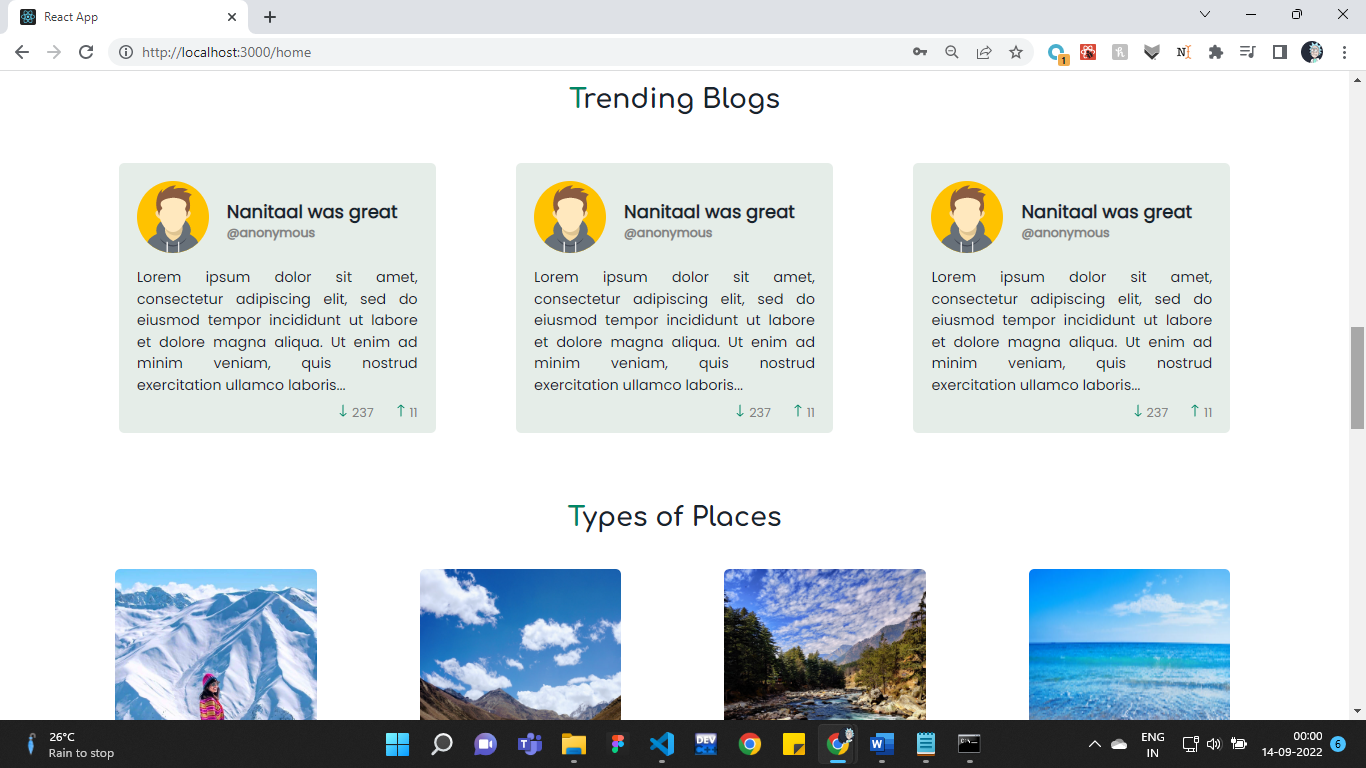 React App
http://localhost:3000/home
1
Trending Blogs
Nanitaal was great
@anonymous
Lorem ipsum dolor sit amet,
consectetur adipiscing elit, sed do
eiusmod tempor incididunt ut labore
et dolore magna aliqua. Ut enim ad
minim veniam, quis nostrud
exercitation ullamco laboris...
↓ 237 ↑ 11
Nanitaal was great
@anonymous
Lorem ipsum dolor sit amet,
consectetur adipiscing elit, sed do
eiusmod tempor incididunt ut labore
et dolore magna aliqua. Ut enim ad
minim veniam, quis nostrud
exercitation ullamco laboris...
↓ 237 ↑ 11
Nanitaal was great
@anonymous
Lorem ipsum dolor sit amet,
consectetur adipiscing elit, sed do
eiusmod tempor incididunt ut labore
et dolore magna aliqua. Ut enim ad
minim veniam, quis nostrud
exercitation ullamco laboris...
↓ 237 ↑ 11
Types of Places
26°C
Rain to stop
DEV
ENG
IN
00:00
14-09-2022
6